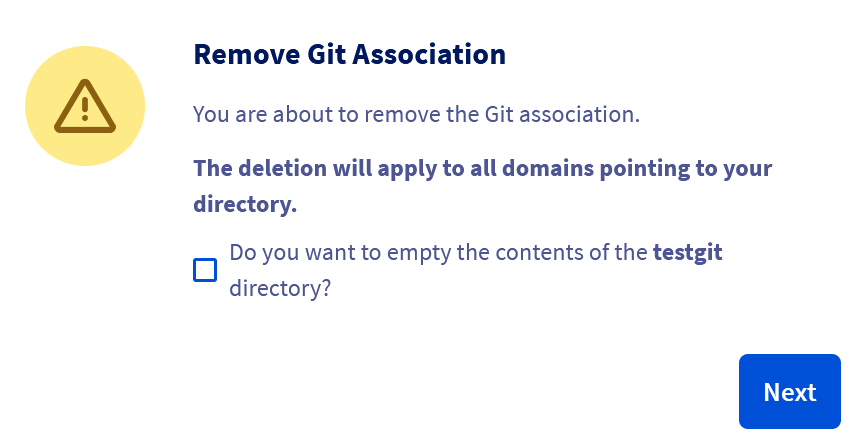 Remove Git Association
You are about to remove the Git association.
The deletion will apply to all domains pointing to your
directory.
Do you want to empty the contents of the testgit
directory?
Next